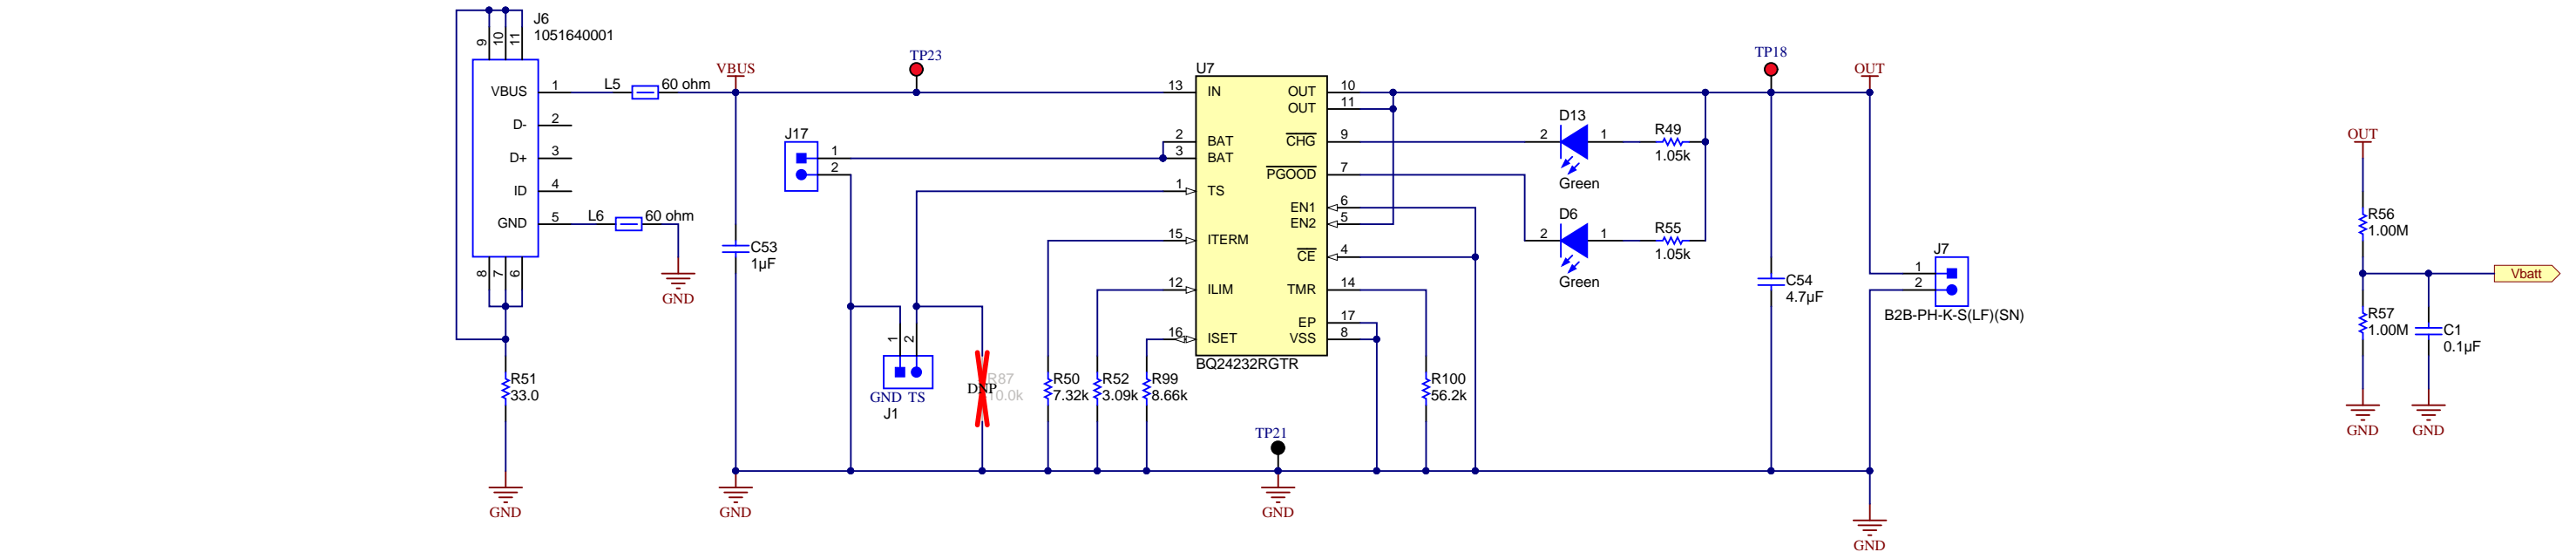 J6
1051640001
9
10
11
VBUS
1
D-
2
D+
3
ID
4
GND
5
8
7
6
L5
60 ohm
L6
60 ohm
GND
R51
33.0
GND
VBUS
C53
1µF
GND
TP23
J17
1
2
1
2
GND TS
J1
DNP
R87
10.0k
R50
7.32k
R52
3.09k
R99
8.66k
U7
13
IN
2
BAT
3
BAT
1
TS
15
ITERM
12
ILIM
16
ISET
OUT
10
OUT
11
CHG
9
PGOOD
7
EN1
6
EN2
5
CE
4
TMR
14
EP
17
VSS
8
BQ24232RGTR
TP21
GND
R100
56.2k
D13
2
1
Green
R49
1.05k
D6
2
1
Green
R55
1.05k
TP18
C54
4.7µF
OUT
J7
1
2
B2B-PH-K-S(LF)(SN)
GND
OUT
R56
1.00M
Vbatt
R57
1.00M
C1
0.1µF
GND
GND